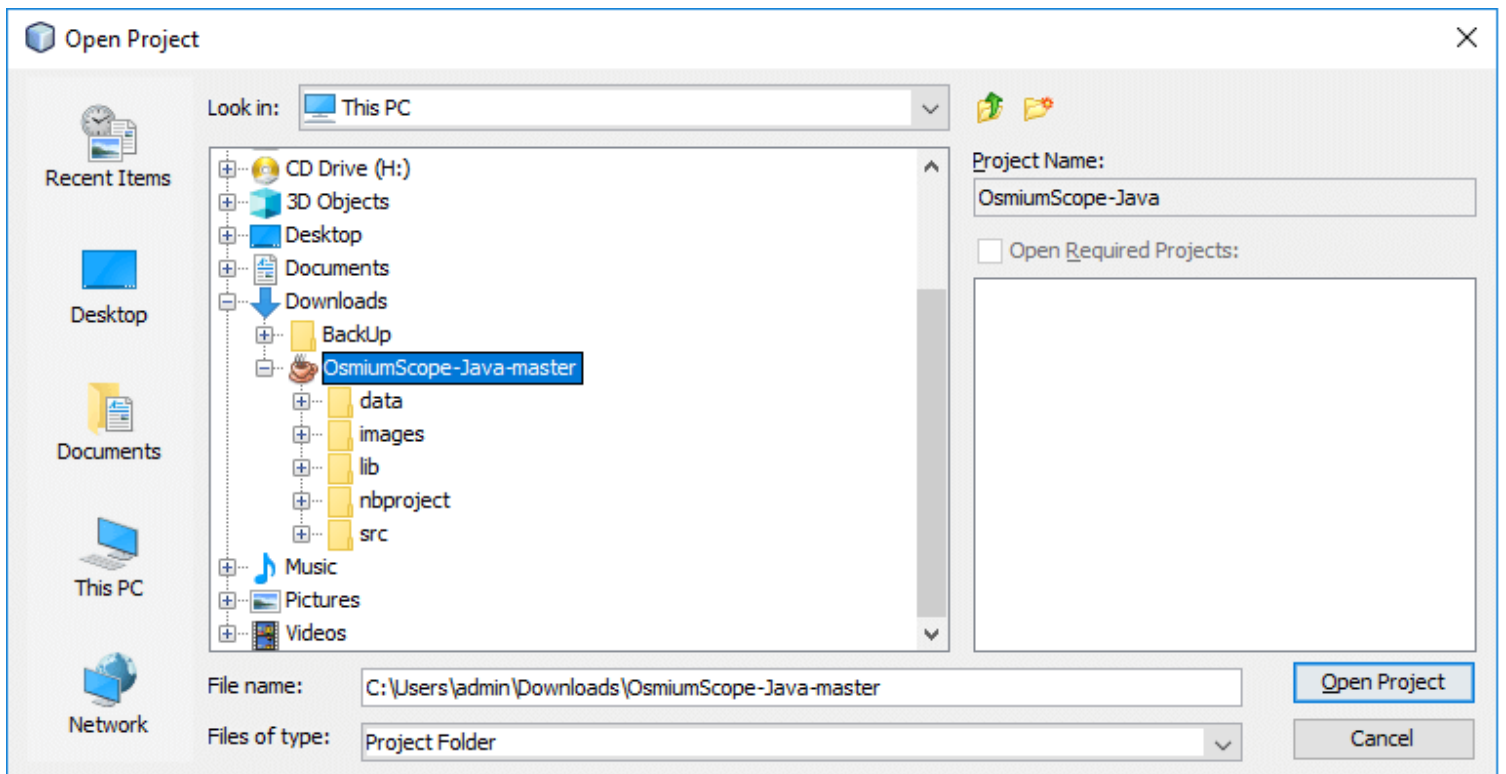 Open Project
Look in: This PC
Recent Items
Desktop
Documents
This PC
Network
CD Drive (H:)
3D Objects
Desktop
Documents
Downloads
BackUp
OsmiumScope-Java-master
data
images
lib
nbproject
src
Music
Pictures
Videos
Project Name:
OsmiumScope-Java
Open Required Projects:
File name: C:\Users\admin\Downloads\OsmiumScope-Java-master
Open Project
Files of type: Project Folder
Cancel